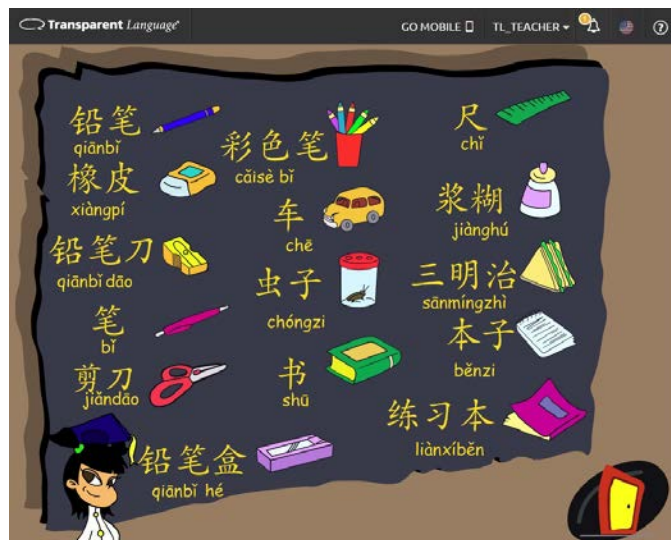 Transparent Language
GO MOBILE TL_TEACHER
铅笔
qiānbǐ
橡皮
xiàngpí
铅笔刀
qiānbǐ dāo
笔
bǐ
剪刀
jiǎndāo
铅笔盒
qiānbǐ hé
彩色笔
cǎisè bǐ
车
chē
虫子
chóngzi
书
shū
尺
chǐ
浆糊
jiànghú
三明治
sānmíngzhì
本子
běnzi
练习本
liànxíběn